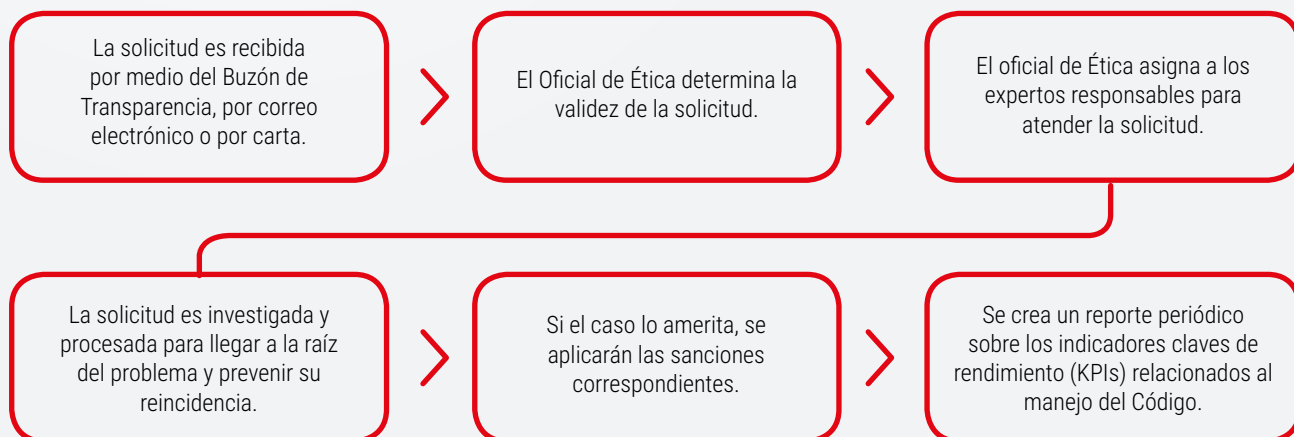 La solicitud es recibida
por medio del Buzón de
Transparencia, por correo
electrónico o por carta.
El Oficial de Ética determina la
validez de la solicitud.
El oficial de Ética asigna a los
expertos responsables para
atender la solicitud.
La solicitud es investigada y
procesada para llegar a la raíz
del problema y prevenir su
reincidencia.
Si el caso lo amerita, se
aplicarán las sanciones
correspondientes.
Se crea un reporte periódico
sobre los indicadores claves de
rendimiento (KPIs) relacionados al
manejo del Código.